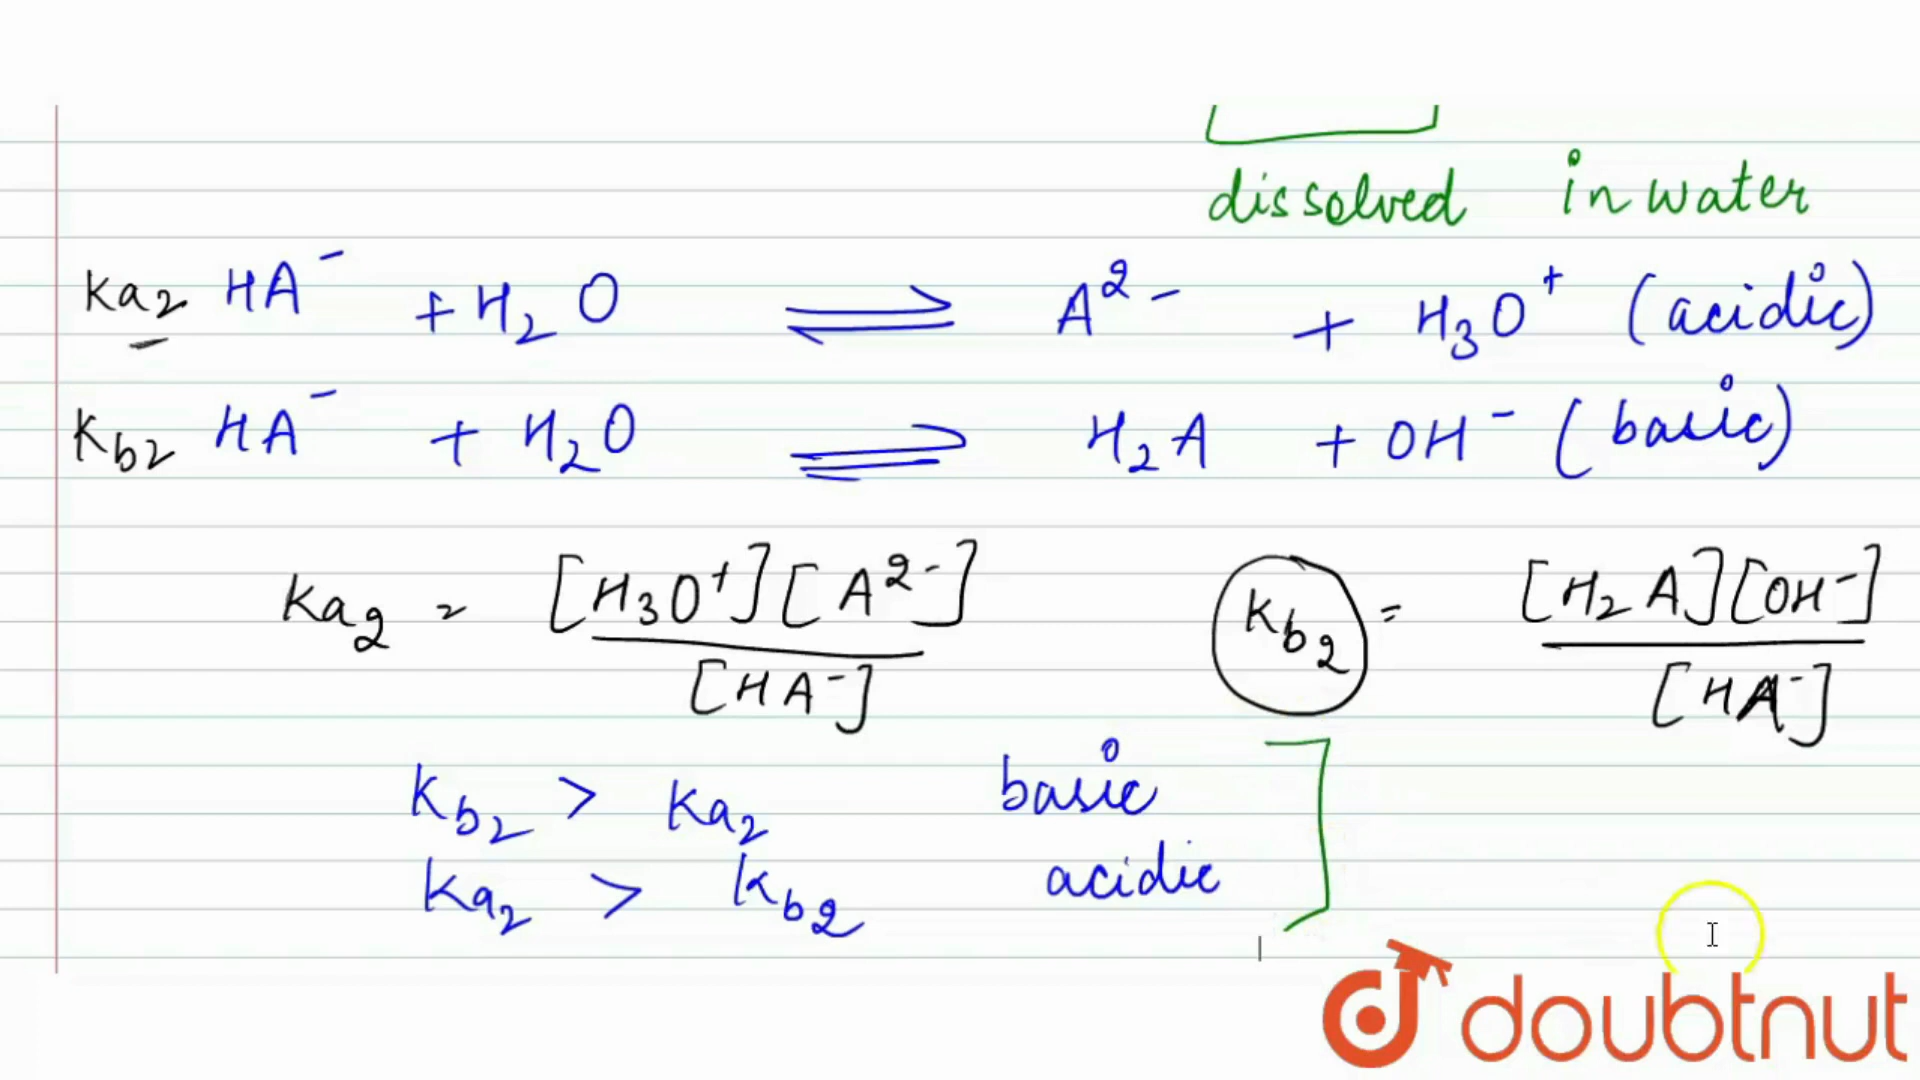 dissolved in water
Ka2 HA⁻ + H2O ⇌ A²⁻ + H3O⁺ (acidic)
Kb2 HA⁻ + H2O ⇌ H2A + OH⁻ (basic)
Ka2 = [H3O⁺][A²⁻] / [HA⁻] Kb2 = [H2A][OH⁻] / [HA⁻]
Kb2 > Ka2 basic
Ka2 > Kb2 acidic
doubtnut